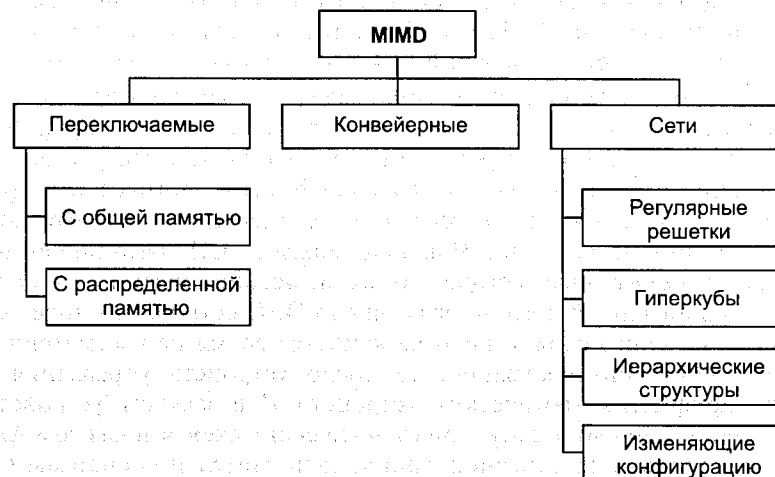 MIMD
Переключаемые
Конвейерные
Сети
С общей памятью
С распределенной
памятью
Регулярные
решетки
Гиперкубы
Иерархические
структуры
Изменяющие
конфигурацию